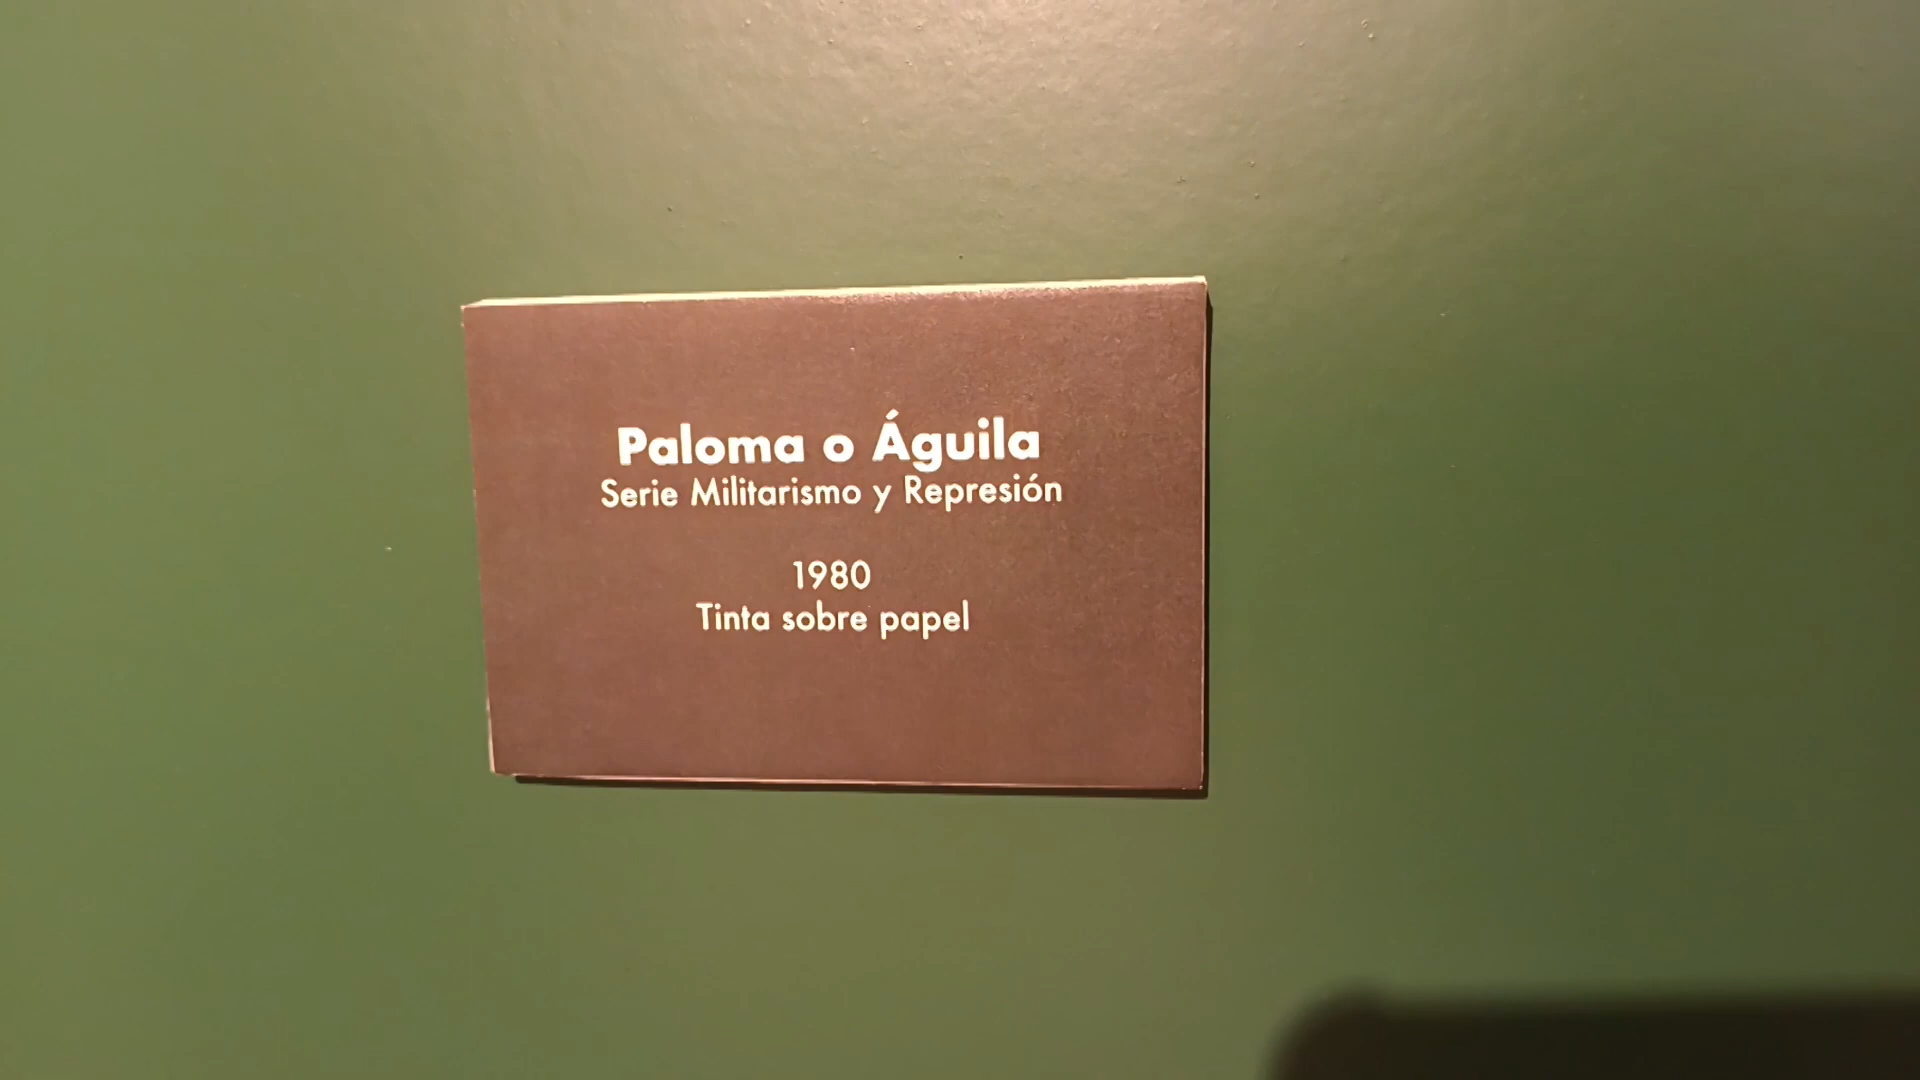 Paloma o Águila
Serie Militarismo y Represión
1980
Tinta sobre papel